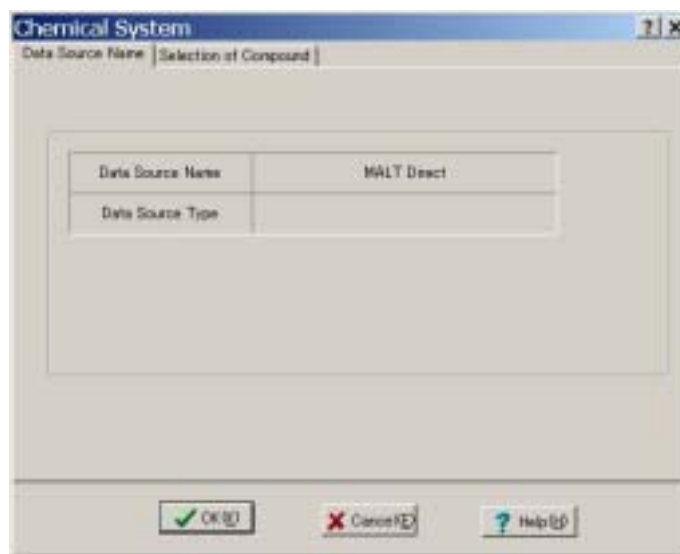 Chemical System
Data Source Name Selection of Compound
Data Source Name MALT Direct
Data Source Type
OK Cancel Help